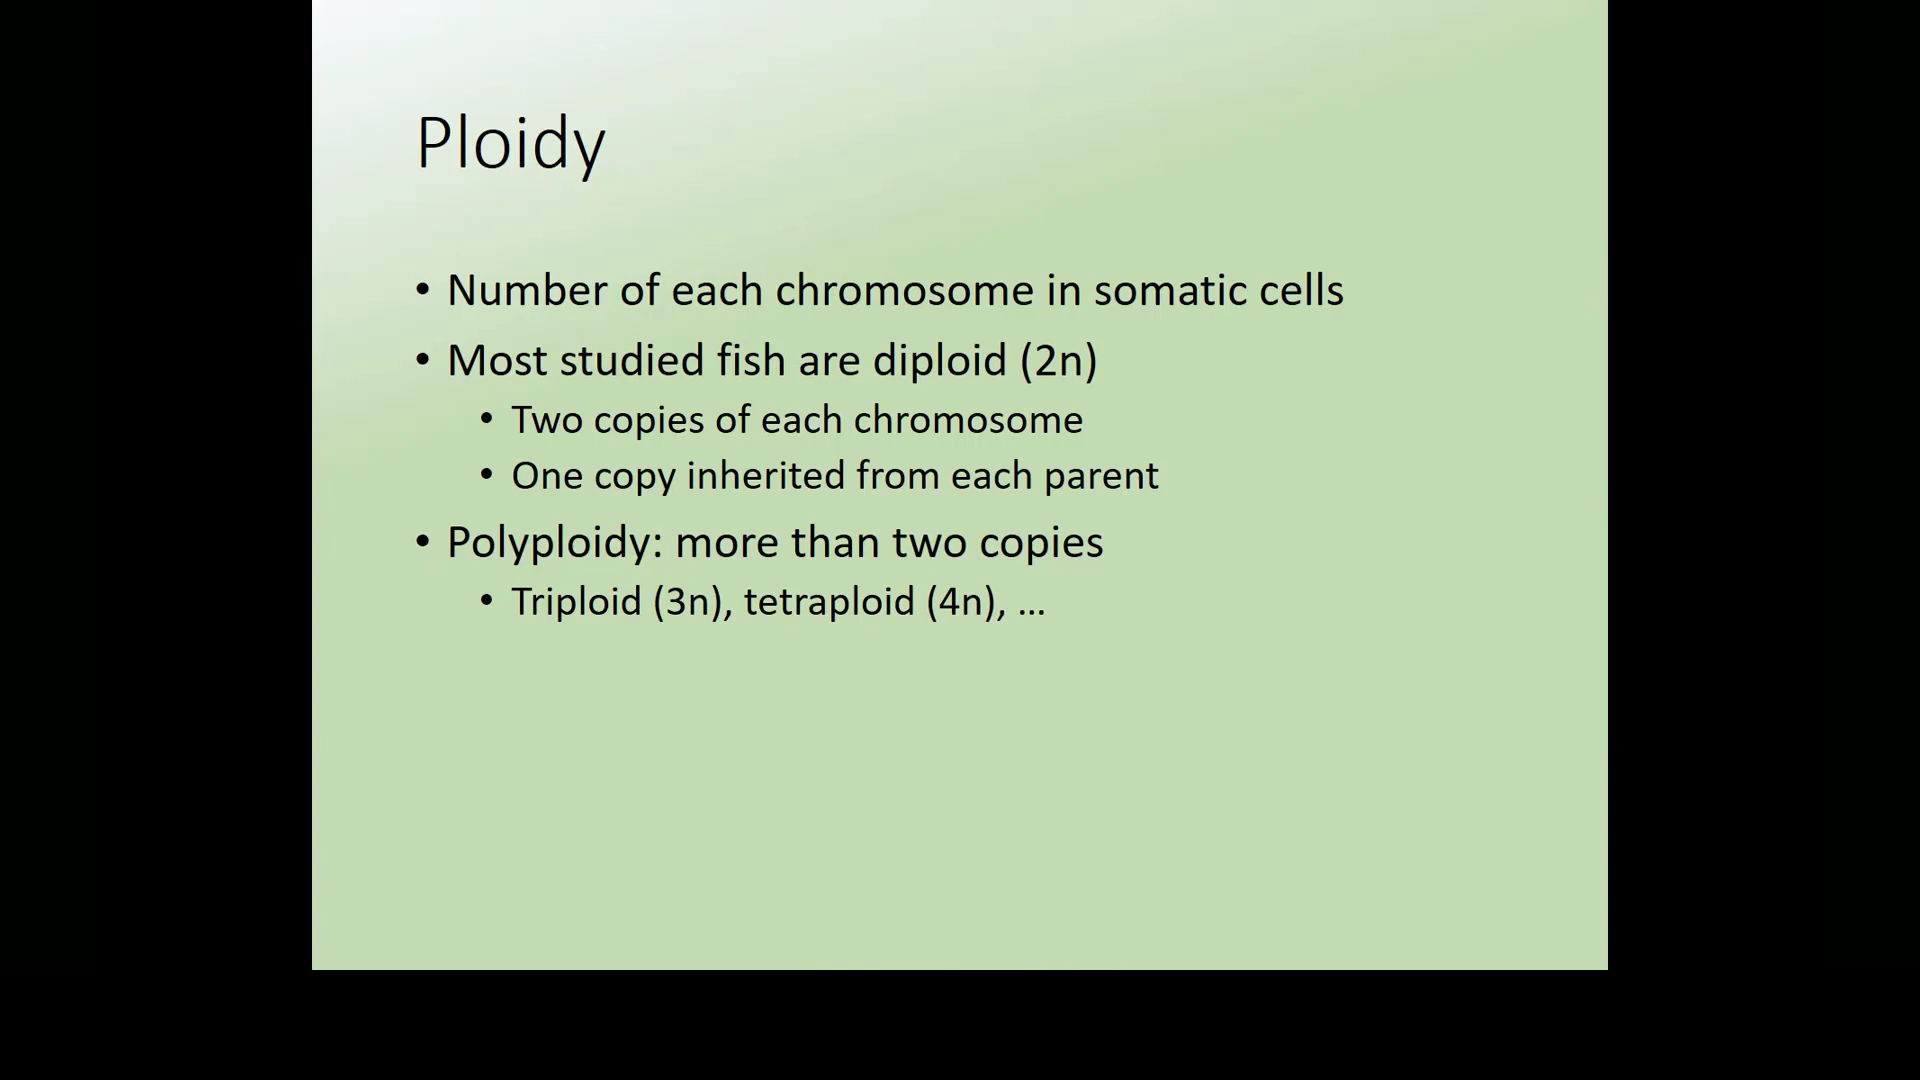 Ploidy
• Number of each chromosome in somatic cells
• Most studied fish are diploid (2n)
• Two copies of each chromosome
• One copy inherited from each parent
• Polyploidy: more than two copies
• Triploid (3n), tetraploid (4n), ...